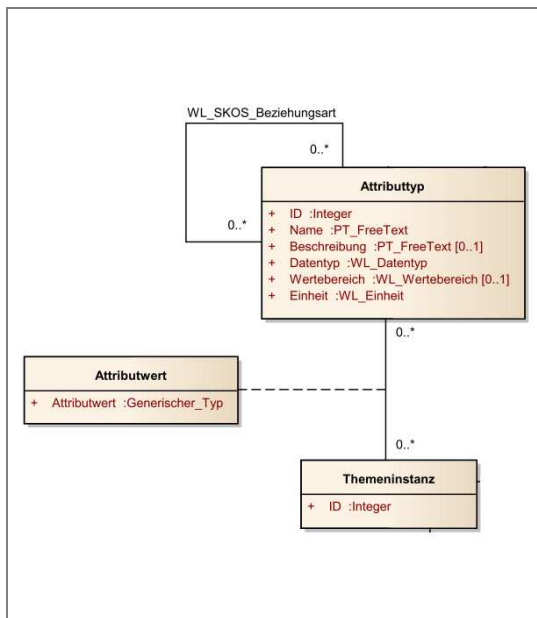 WL_SKOS_Beziehungsart
0..*
Attributtyp
+ ID :Integer
0..*
+ Name :PT_FreeText
+ Beschreibung :PT_FreeText [0..1]
+ Datentyp :WL_Datentyp
+ Wertebereich :WL_Wertebereich [0..1]
+ Einheit :WL_Einheit
0..*
Attributwert
+ Attributwert :Generischer_Typ
0..*
Themeninstanz
+ ID :Integer